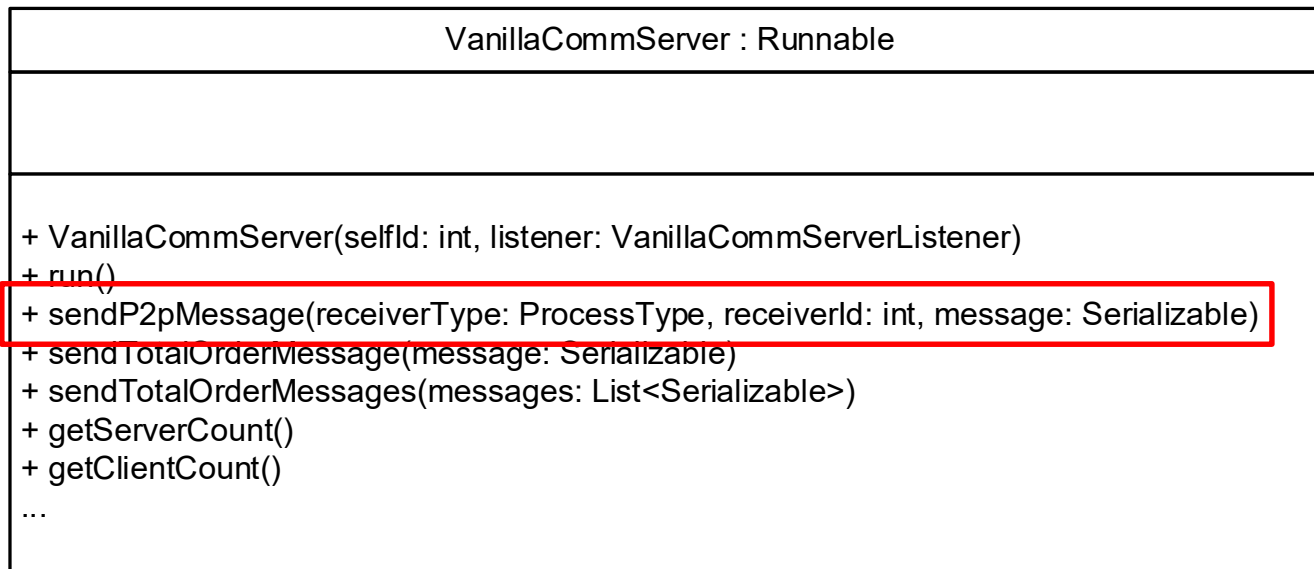 VanillaCommServer : Runnable
+ VanillaCommServer(selfId: int, listener: VanillaCommServerListener)
+ run()
+ sendP2pMessage(receiverType: ProcessType, receiverId: int, message: Serializable)
+ sendTotalOrderMessage(message: Serializable)
+ sendTotalOrderMessages(messages: List<Serializable>)
+ getServerCount()
+ getClientCount()
...